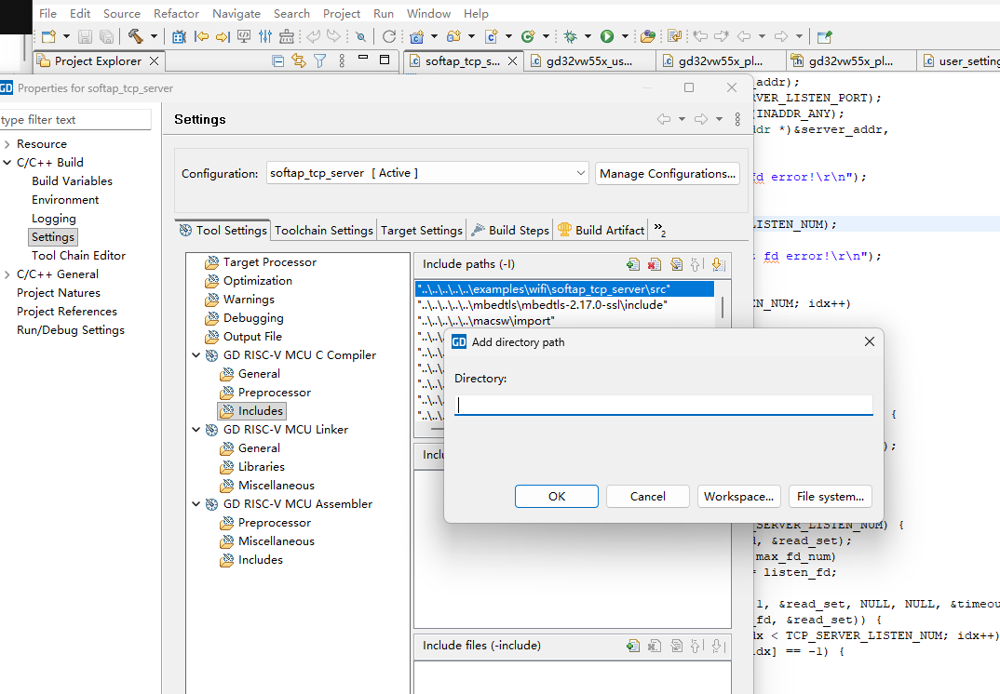 File Edit Source Refactor Navigate Search Project Run Window Help
Project Explorer
softap_tcp_s...
gd32vw55x_us...
gd32vw55x_pl...
gd32vw55x_pl...
user_setting
GD Properties for softap_tcp_server
type filter text
Resource
C/C++ Build
Build Variables
Environment
Logging
Settings
Tool Chain Editor
C/C++ General
Project Natures
Project References
Run/Debug Settings
Settings
Configuration:
softap_tcp_server [ Active ]
Manage Configurations...
Tool Settings
Toolchain Settings
Target Settings
Build Steps
Build Artifact
»2
Target Processor
Optimization
Warnings
Debugging
Output File
GD RISC-V MCU C Compiler
General
Preprocessor
Includes
GD RISC-V MCU Linker
General
Libraries
Miscellaneous
GD RISC-V MCU Assembler
Preprocessor
Miscellaneous
Includes
Include paths (-I)
"..\..\..\..\..\examples\wifi\softap_tcp_server\src"
"..\..\..\..\..\mbedtls\mbedtls-2.17.0-ssl\include"
"..\..\..\..\..\macsw\import"
"..\..
"..\..
"..\..
"..\..
"..\..
"..\..
Inclu
Include files (-include)
GD Add directory path
Directory:
OK
Cancel
Workspace...
File system...
addr);
VER_LISTEN_PORT);
(INADDR_ANY);
ddr *)&server_addr,
fd error!\r\n");
LISTEN_NUM);
t fd error!\r\n");
EN_NUM; idx++)
{
);
_SERVER_LISTEN_NUM) {
], &read_set);
max_fd_num)
= listen_fd;
1, &read_set, NULL, NULL, &timeou
_fd, &read_set)) {
dx < TCP_SERVER_LISTEN_NUM; idx++)
idx] == -1) {